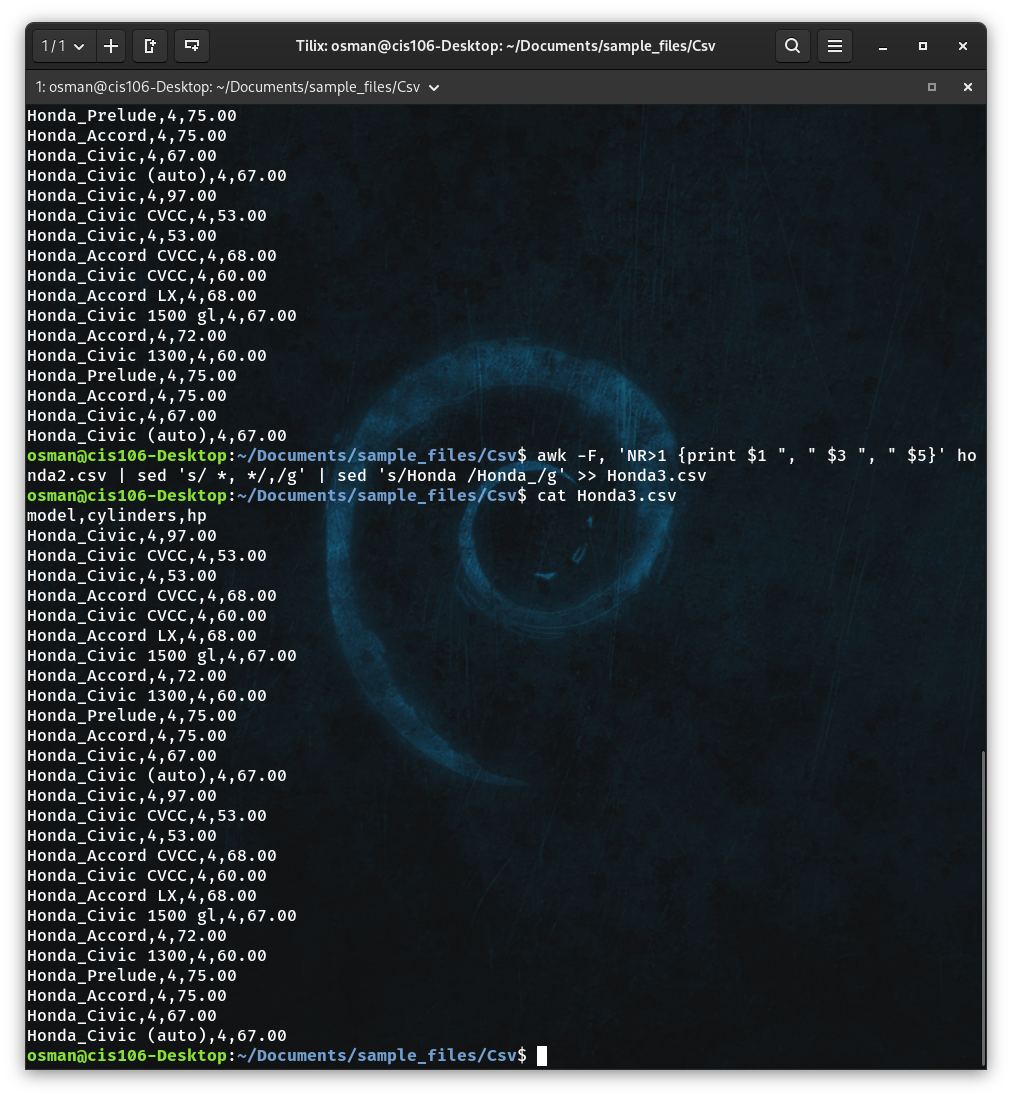 1 / 1
Tilix: osman@cis106-Desktop: ~/Documents/sample_files/Csv
1: osman@cis106-Desktop: ~/Documents/sample_files/Csv
Honda_Prelude,4,75.00
Honda_Accord,4,75.00
Honda_Civic,4,67.00
Honda_Civic (auto),4,67.00
Honda_Civic,4,97.00
Honda_Civic CVCC,4,53.00
Honda_Civic,4,53.00
Honda_Accord CVCC,4,68.00
Honda_Civic CVCC,4,60.00
Honda_Accord LX,4,68.00
Honda_Civic 1500 gl,4,67.00
Honda_Accord,4,72.00
Honda_Civic 1300,4,60.00
Honda_Prelude,4,75.00
Honda_Accord,4,75.00
Honda_Civic,4,67.00
Honda_Civic (auto),4,67.00
osman@cis106-Desktop:~/Documents/sample_files/Csv$ awk -F, 'NR>1 {print $1 ", " $3 ", " $5}' ho
nda2.csv | sed 's/ *, */,/g' | sed 's/Honda /Honda_/g' >> Honda3.csv
osman@cis106-Desktop:~/Documents/sample_files/Csv$ cat Honda3.csv
model,cylinders,hp
Honda_Civic,4,97.00
Honda_Civic CVCC,4,53.00
Honda_Civic,4,53.00
Honda_Accord CVCC,4,68.00
Honda_Civic CVCC,4,60.00
Honda_Accord LX,4,68.00
Honda_Civic 1500 gl,4,67.00
Honda_Accord,4,72.00
Honda_Civic 1300,4,60.00
Honda_Prelude,4,75.00
Honda_Accord,4,75.00
Honda_Civic,4,67.00
Honda_Civic (auto),4,67.00
Honda_Civic,4,97.00
Honda_Civic CVCC,4,53.00
Honda_Civic,4,53.00
Honda_Accord CVCC,4,68.00
Honda_Civic CVCC,4,60.00
Honda_Accord LX,4,68.00
Honda_Civic 1500 gl,4,67.00
Honda_Accord,4,72.00
Honda_Civic 1300,4,60.00
Honda_Prelude,4,75.00
Honda_Accord,4,75.00
Honda_Civic,4,67.00
Honda_Civic (auto),4,67.00
osman@cis106-Desktop:~/Documents/sample_files/Csv$